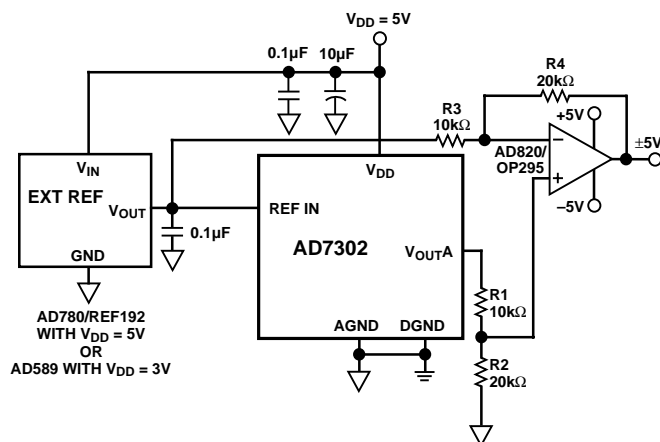 V_DD = 5V
0.1µF
10µF
R4
20kΩ
R3
10kΩ
+5V
±5V
AD820/
OP295
−
+
−5V
V_IN
EXT REF
V_OUT
GND
0.1µF
V_DD
REF IN
AD7302
V_OUTA
AGND
DGND
R1
10kΩ
R2
20kΩ
AD780/REF192
WITH V_DD = 5V
OR
AD589 WITH V_DD = 3V